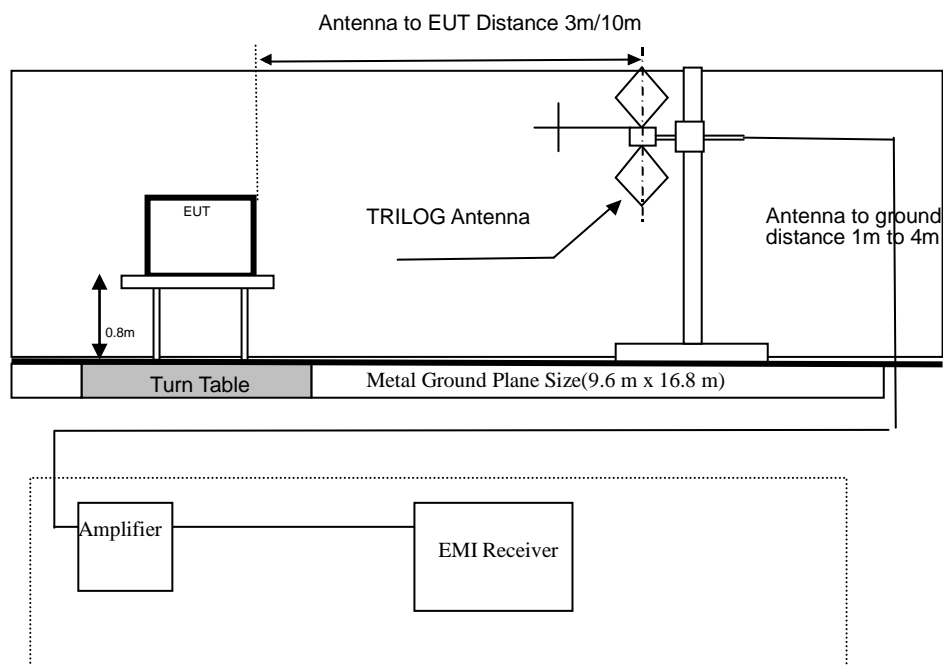 Antenna to EUT Distance 3m/10m
EUT
TRILOG Antenna
Antenna to ground
distance 1m to 4m
0.8m
Turn Table
Metal Ground Plane Size(9.6 m x 16.8 m)
Amplifier
EMI Receiver